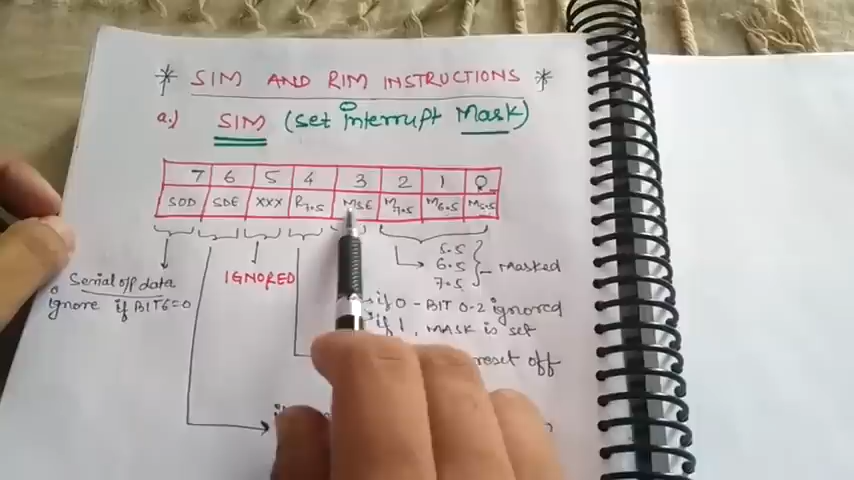 * SIM AND RIM INSTRUCTIONS *
a.) SIM (set interrupt Mask)
7 6 5 4 3 2 1 0
SOD SDE XXX R7.5 MSE M7.5 M6.5 M5.5
Serial o/p data
ignore if BIT6=0
IGNORED
5.5
6.5
7.5
Masked
if 0 - BIT 0-2 ignored
if 1, MASK is set
reset off